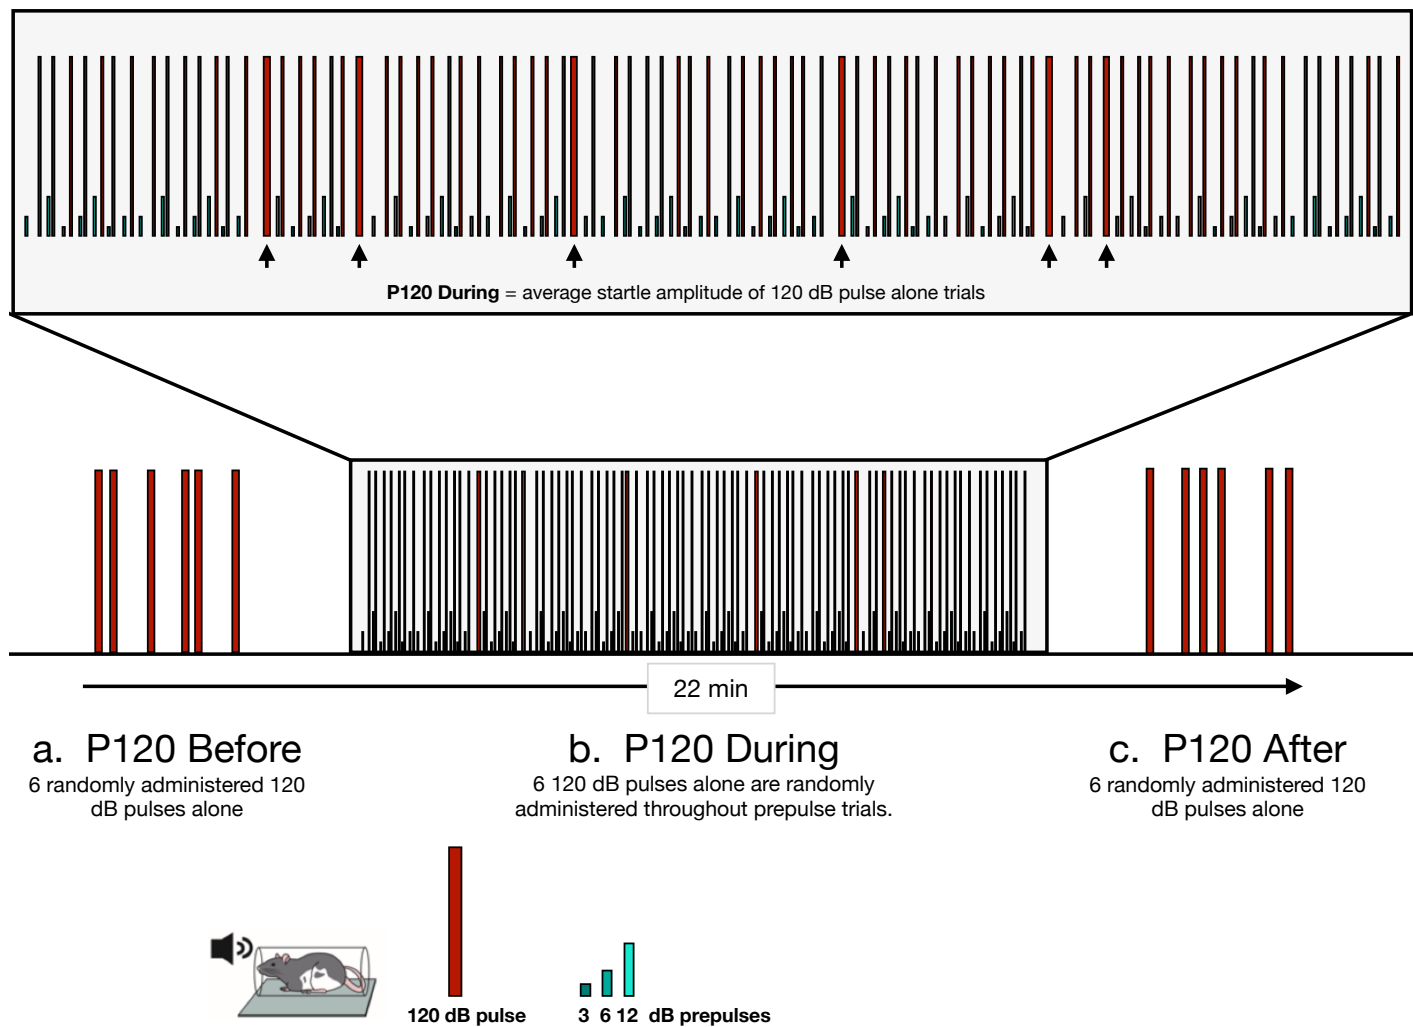 P120 During = average startle amplitude of 120 dB pulse alone trials
22 min
a. P120 Before
6 randomly administered 120
dB pulses alone
b. P120 During
6 120 dB pulses alone are randomly
administered throughout prepulse trials.
c. P120 After
6 randomly administered 120
dB pulses alone
120 dB pulse
3 6 12 dB prepulses